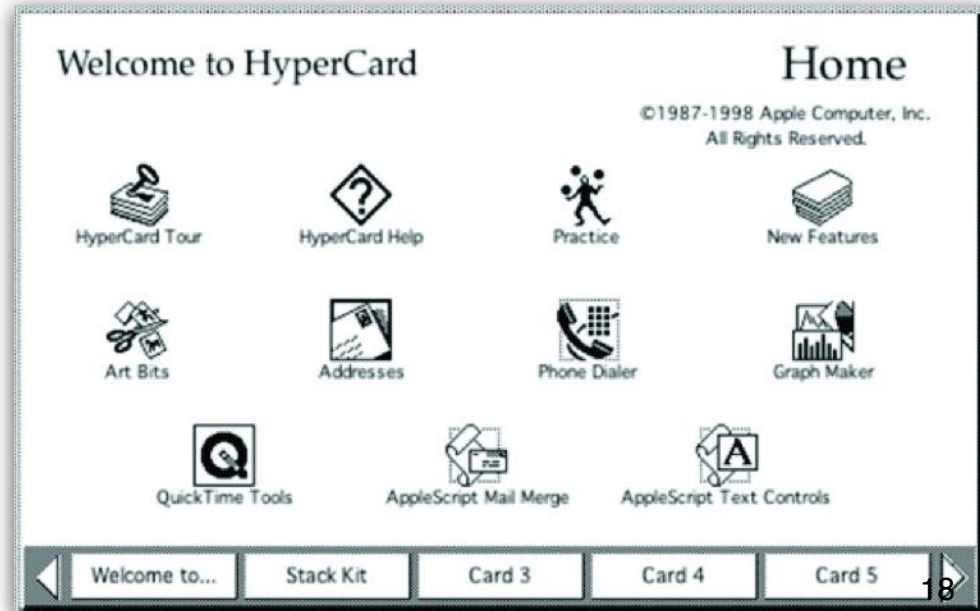 Welcome to HyperCard
Home
©1987-1998 Apple Computer, Inc.
All Rights Reserved.
HyperCard Tour
HyperCard Help
Practice
New Features
Art Bits
Addresses
Phone Dialer
Graph Maker
QuickTime Tools
AppleScript Mail Merge
AppleScript Text Controls
Welcome to...
Stack Kit
Card 3
Card 4
Card 5
18